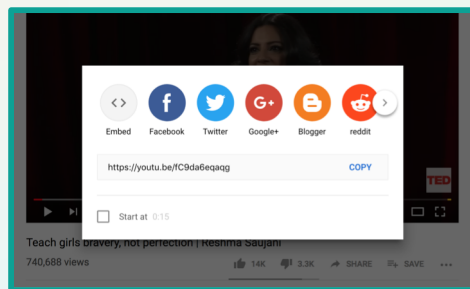 Embed Facebook Twitter Google+ Blogger reddit
https://youtu.be/fC9da6eqaqg COPY
TED
Start at 0:15
Teach girls bravery, not perfection | Reshma Saujani
740,688 views 14K 3.3K SHARE SAVE